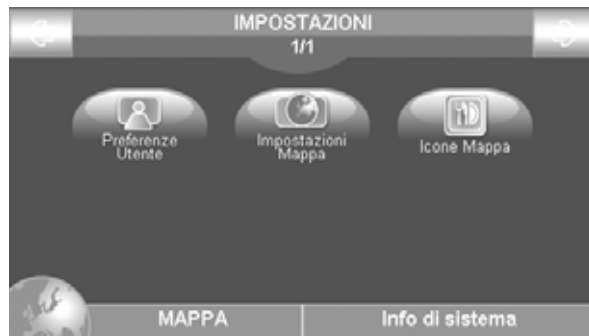 IMPOSTAZIONI
1/1
Preferenze
Utente
Impostazioni
Mappa
Icone Mappa
MAPPA
Info di sistema